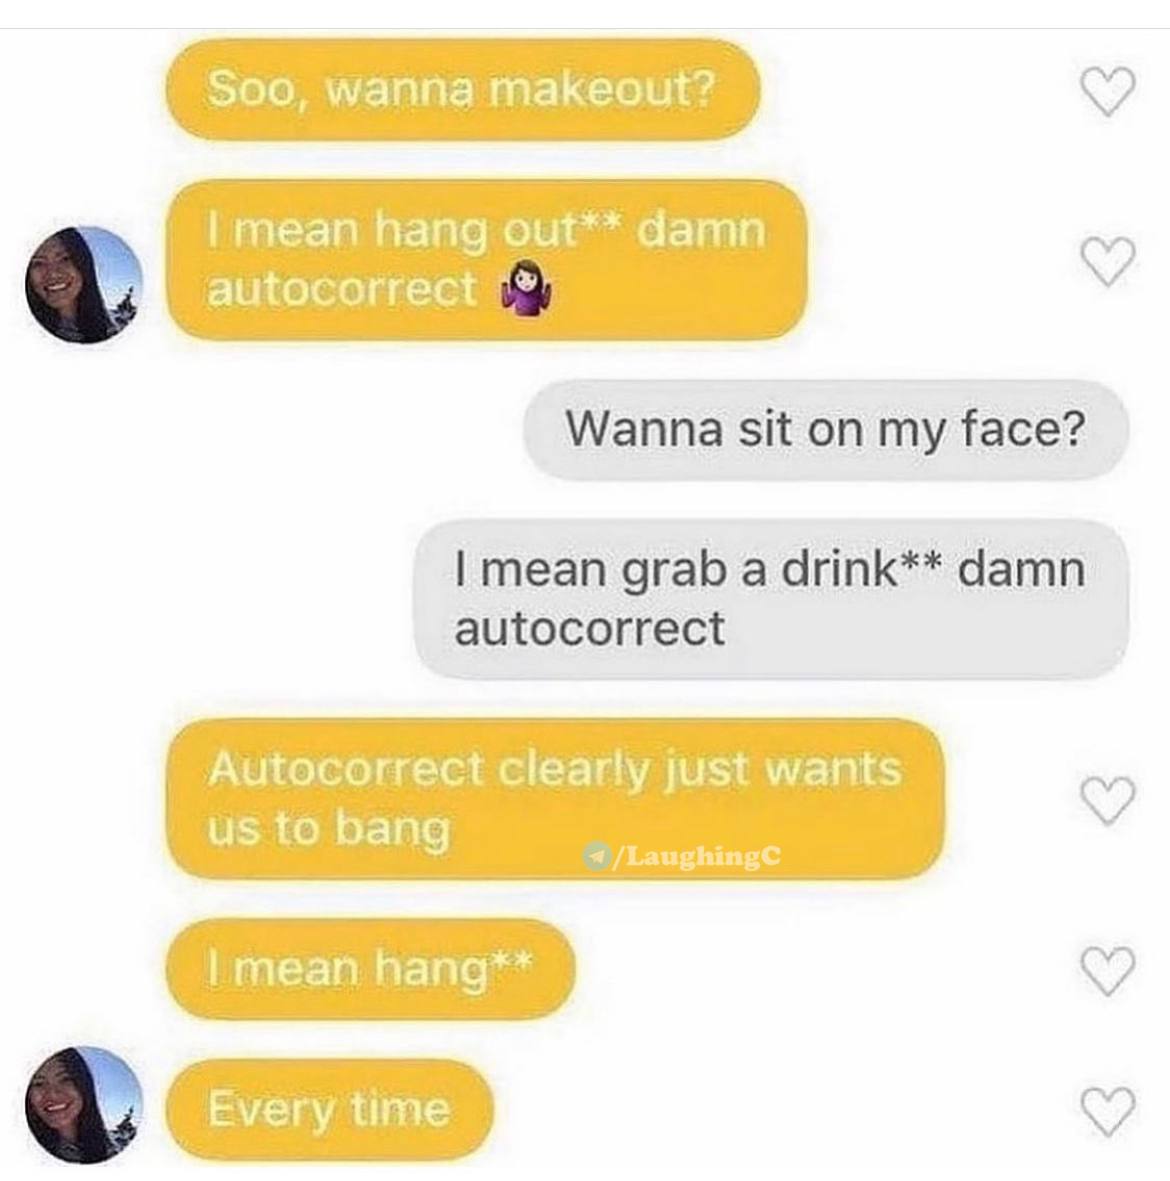 Soo, wanna makeout?
I mean hang out** damn
autocorrect 🤷🏻‍♀️
Wanna sit on my face?
I mean grab a drink** damn
autocorrect
Autocorrect clearly just wants
us to bang
/LaughingC
I mean hang**
Every time